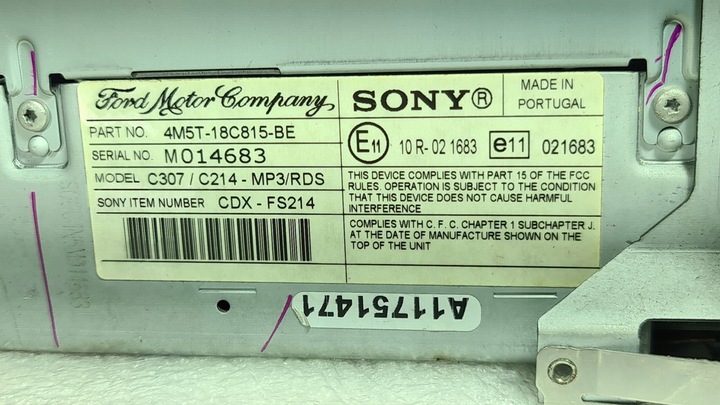 Ford Motor Company
SONY®
MADE IN
PORTUGAL
PART NO. 4M5T-18C815-BE
SERIAL NO. M014683
MODEL C307 / C214 - MP3/RDS
SONY ITEM NUMBER CDX - FS214
E11 10 R- 02 1683 e11 021683
THIS DEVICE COMPLIES WITH PART 15 OF THE FCC
RULES. OPERATION IS SUBJECT TO THE CONDITION
THAT THIS DEVICE DOES NOT CAUSE HARMFUL
INTERFERENCE
COMPLIES WITH C. F. C. CHAPTER 1 SUBCHAPTER J.
AT THE DATE OF MANUFACTURE SHOWN ON THE
TOP OF THE UNIT
A11751471